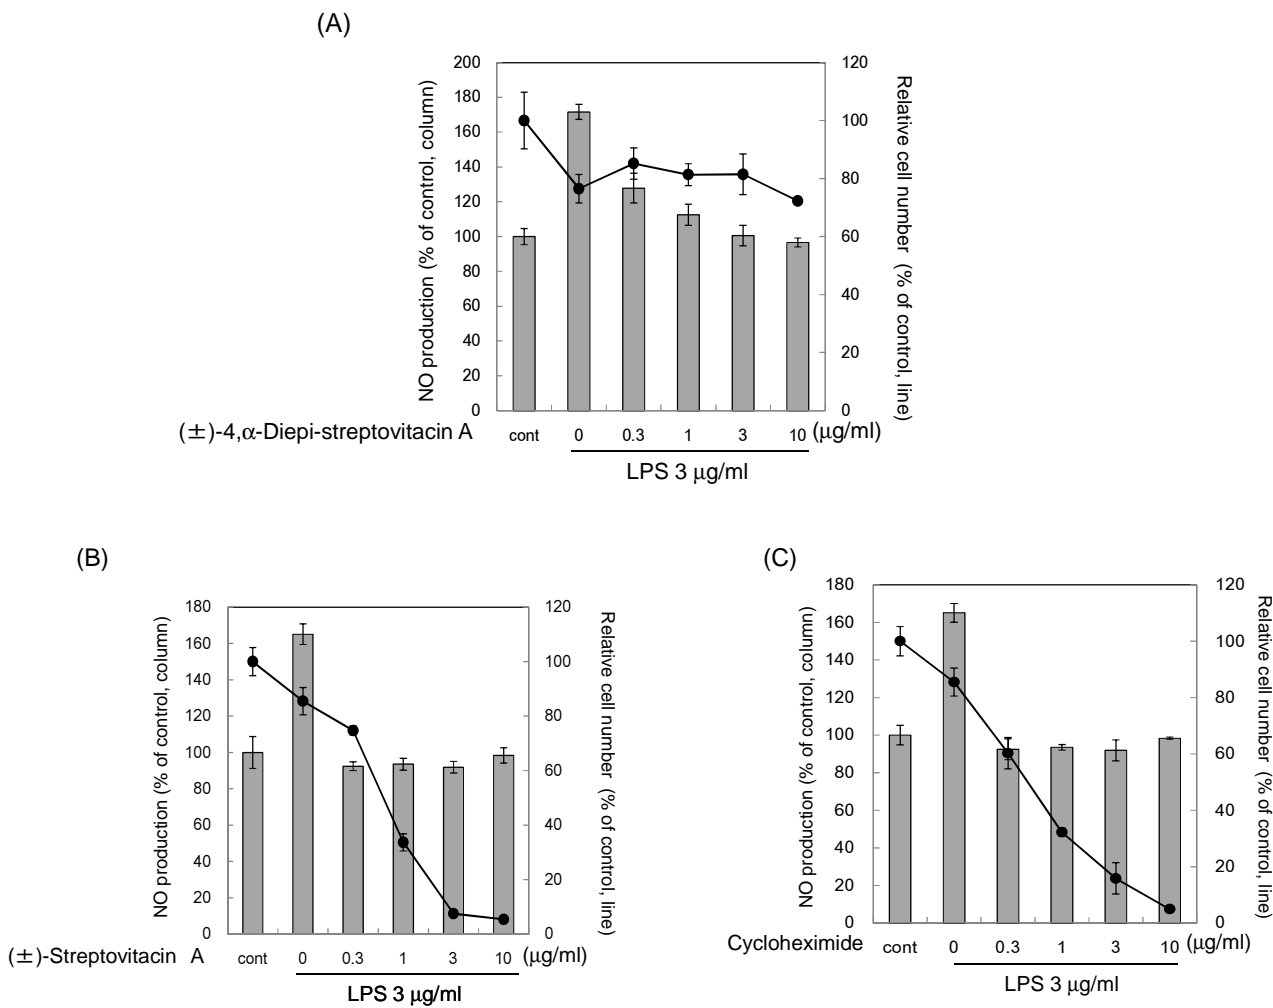 (A)
NO production (% of control, column)
200
180
160
140
120
100
80
60
40
20
0
120
100
80
60
40
20
0
Relative cell number (% of control, line)
(±)-4,α-Diepi-streptovitacin A
cont 0 0.3 1 3 10 (μg/ml)
LPS 3 μg/ml
(B)
NO production (% of control, column)
180
160
140
120
100
80
60
40
20
0
120
100
80
60
40
20
0
Relative cell number (% of control, line)
(±)-Streptovitacin A
cont 0 0.3 1 3 10 (μg/ml)
LPS 3 μg/ml
(C)
NO production (% of control, column)
180
160
140
120
100
80
60
40
20
0
120
100
80
60
40
20
0
Relative cell number (% of control, line)
Cycloheximide
cont 0 0.3 1 3 10 (μg/ml)
LPS 3 μg/ml